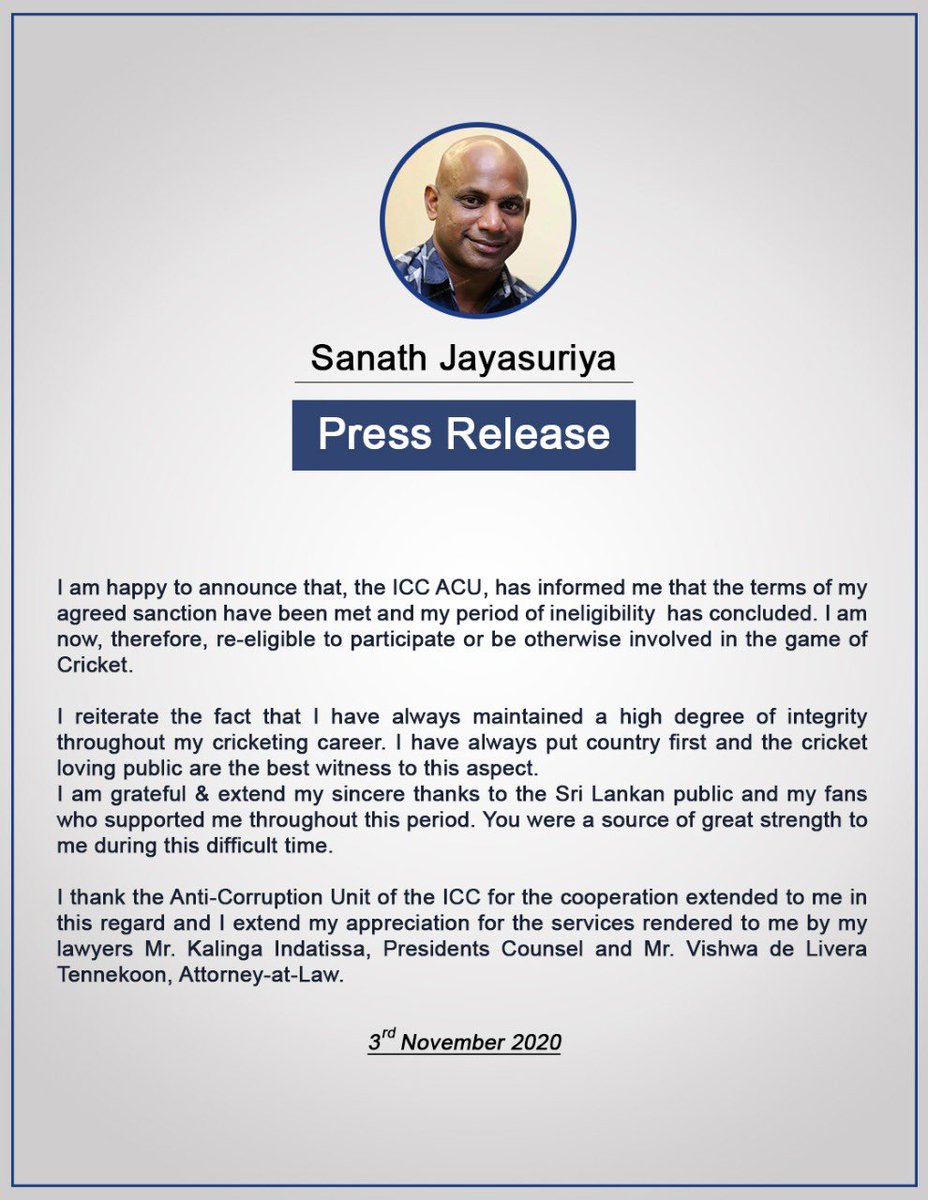 Sanath Jayasuriya
Press Release
I am happy to announce that, the ICC ACU, has informed me that the terms of my
agreed sanction have been met and my period of ineligibility has concluded. I am
now, therefore, re-eligible to participate or be otherwise involved in the game of
Cricket.
I reiterate the fact that I have always maintained a high degree of integrity
throughout my cricketing career. I have always put country first and the cricket
loving public are the best witness to this aspect.
I am grateful & extend my sincere thanks to the Sri Lankan public and my fans
who supported me throughout this period. You were a source of great strength to
me during this difficult time.
I thank the Anti-Corruption Unit of the ICC for the cooperation extended to me in
this regard and I extend my appreciation for the services rendered to me by my
lawyers Mr. Kalinga Indatissa, Presidents Counsel and Mr. Vishwa de Livera
Tennekoon, Attorney-at-Law.
3rd November 2020